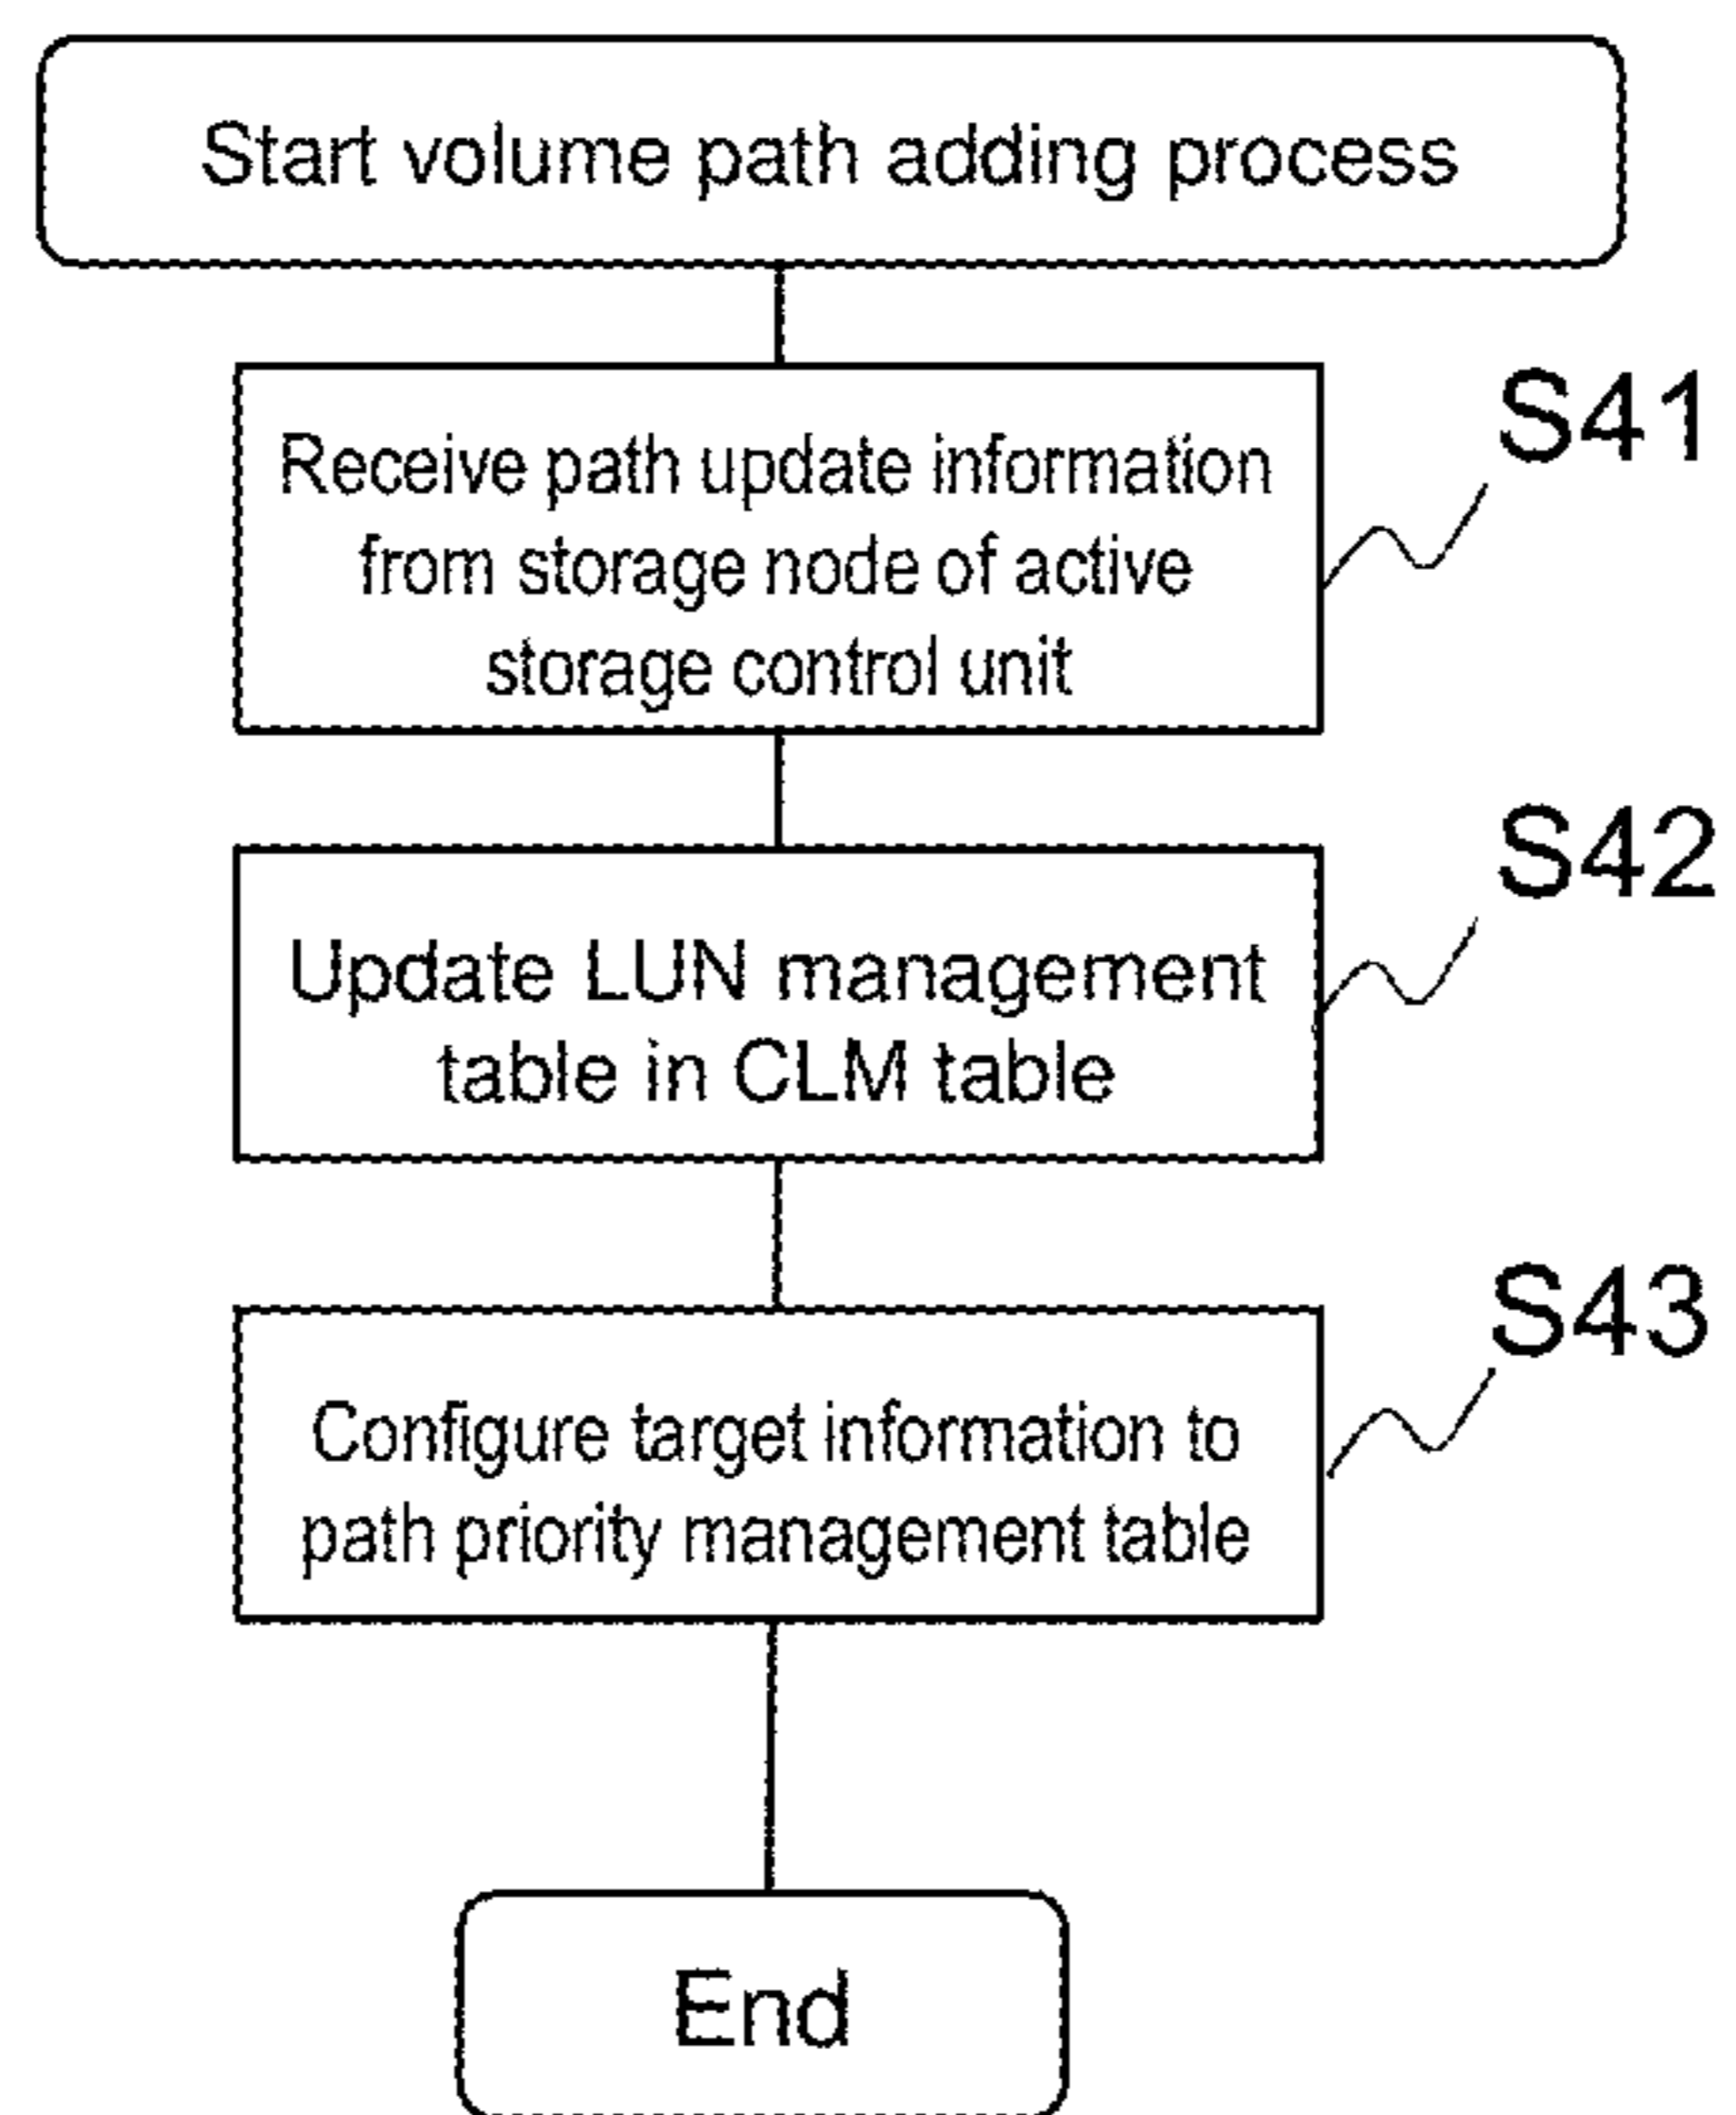 Start volume path adding process
Receive path update information
from storage node of active
storage control unit
S41
Update LUN management
table in CLM table
S42
Configure target information to
path priority management table
S43
End